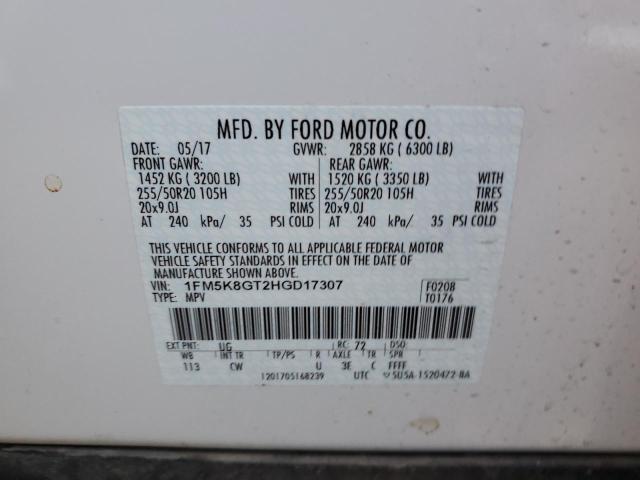 MFD. BY FORD MOTOR CO.
DATE: 05/17 GVWR: 2858 KG ( 6300 LB)
FRONT GAWR: REAR GAWR:
1452 KG ( 3200 LB) WITH 1520 KG ( 3350 LB) WITH
255/50R20 105H TIRES 255/50R20 105H TIRES
20x9.0J RIMS 20x9.0J RIMS
AT 240 kPa/ 35 PSI COLD AT 240 kPa/ 35 PSI COLD
THIS VEHICLE CONFORMS TO ALL APPLICABLE FEDERAL MOTOR
VEHICLE SAFETY STANDARDS IN EFFECT ON THE DATE OF
MANUFACTURE SHOWN ABOVE.
VIN: 1FM5K8GT2HGD17307 F0208
TYPE: MPV T0176
EXT PNT: UG RC: 72 DSO:
WB INT TR TP/PS R AXLE TR SPR
113 CW U 3E C FFFF
1201705168239 UTC 5U5A-1520472-BA